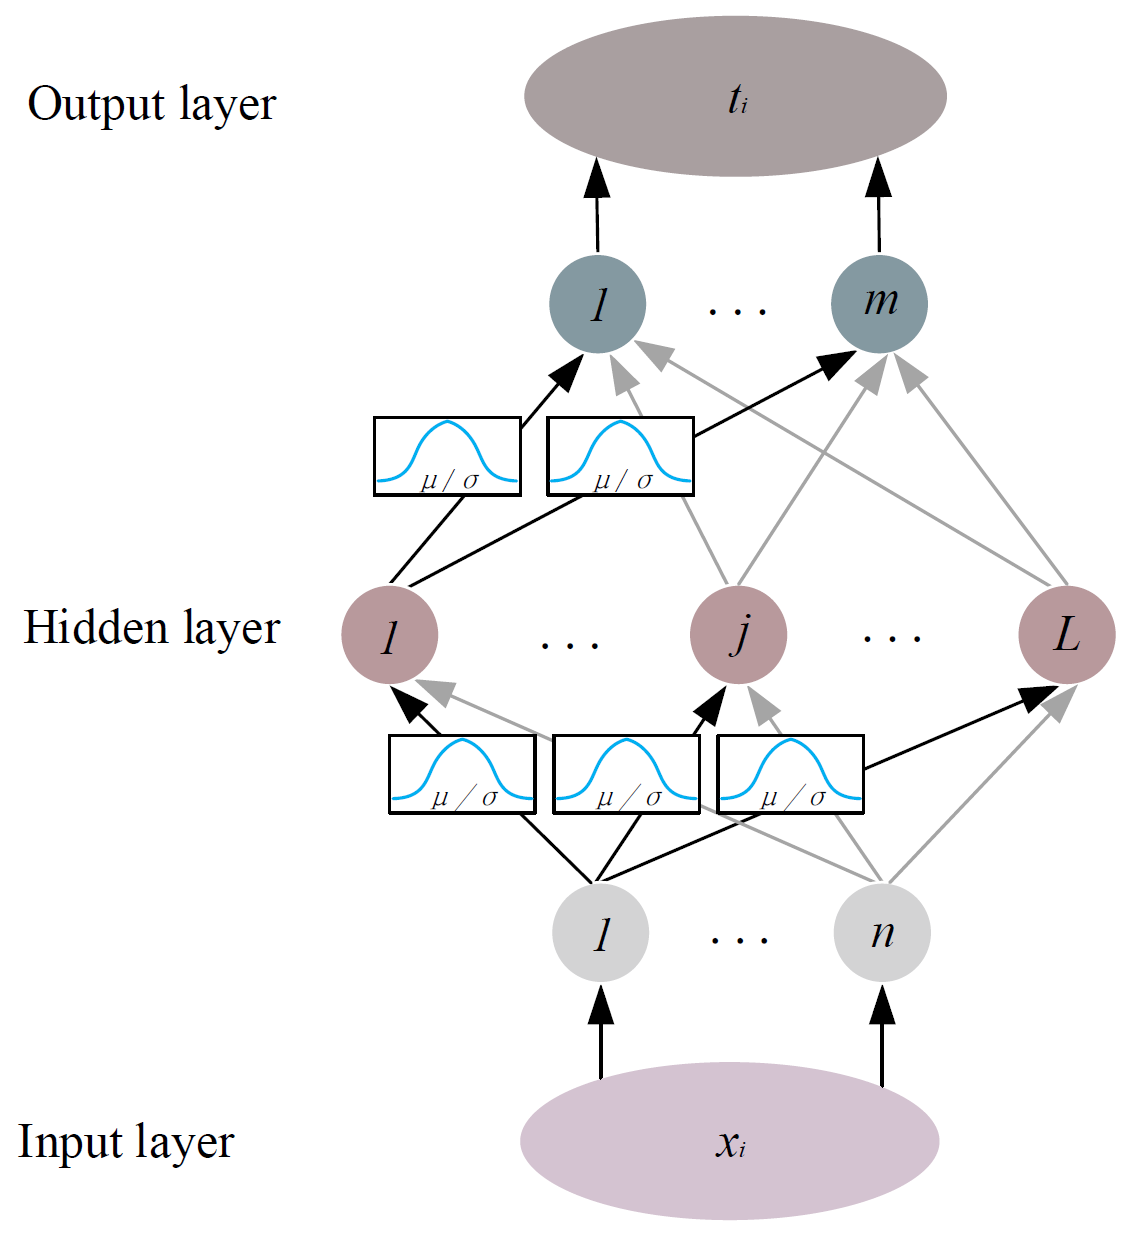 Output layer
tᵢ
1 ... m
μ / σ μ / σ
Hidden layer
1 ... j ... L
μ / σ μ / σ μ / σ
1 ... n
Input layer
xᵢ